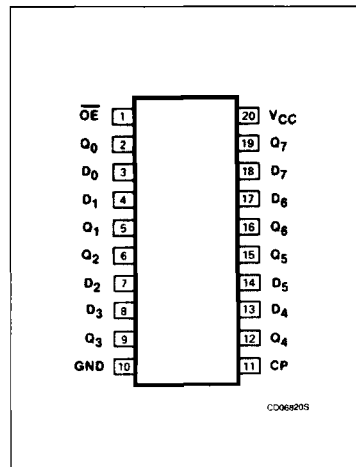 OE 1 20 VCC
Q0 2 19 Q7
D0 3 18 D7
D1 4 17 D6
Q1 5 16 Q6
Q2 6 15 Q5
D2 7 14 D5
D3 8 13 D4
Q3 9 12 Q4
GND 10 11 CP
CD06820S